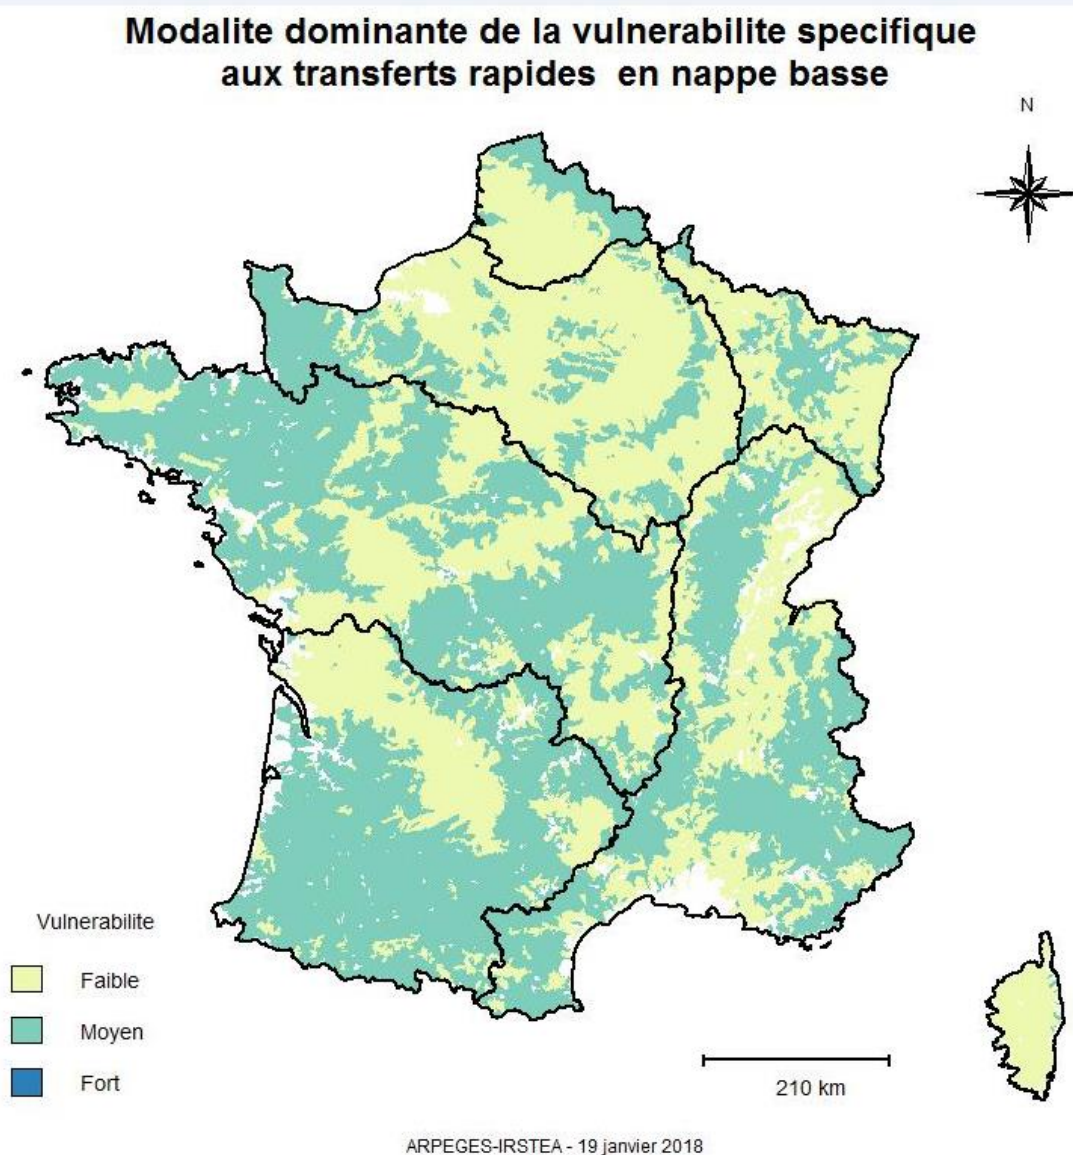 Modalite dominante de la vulnerabilite specifique
aux transferts rapides en nappe basse
N
Vulnerabilite
Faible
Moyen
Fort
210 km
ARPEGES-IRSTEA - 19 janvier 2018